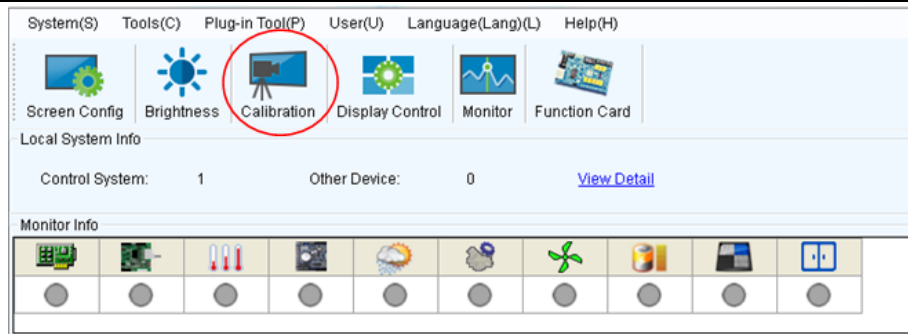 System(S) Tools(C) Plug-in Tool(P) User(U) Language(Lang)(L) Help(H)
Screen Config Brightness Calibration Display Control Monitor Function Card
Local System Info
Control System: 1 Other Device: 0 View Detail
Monitor Info